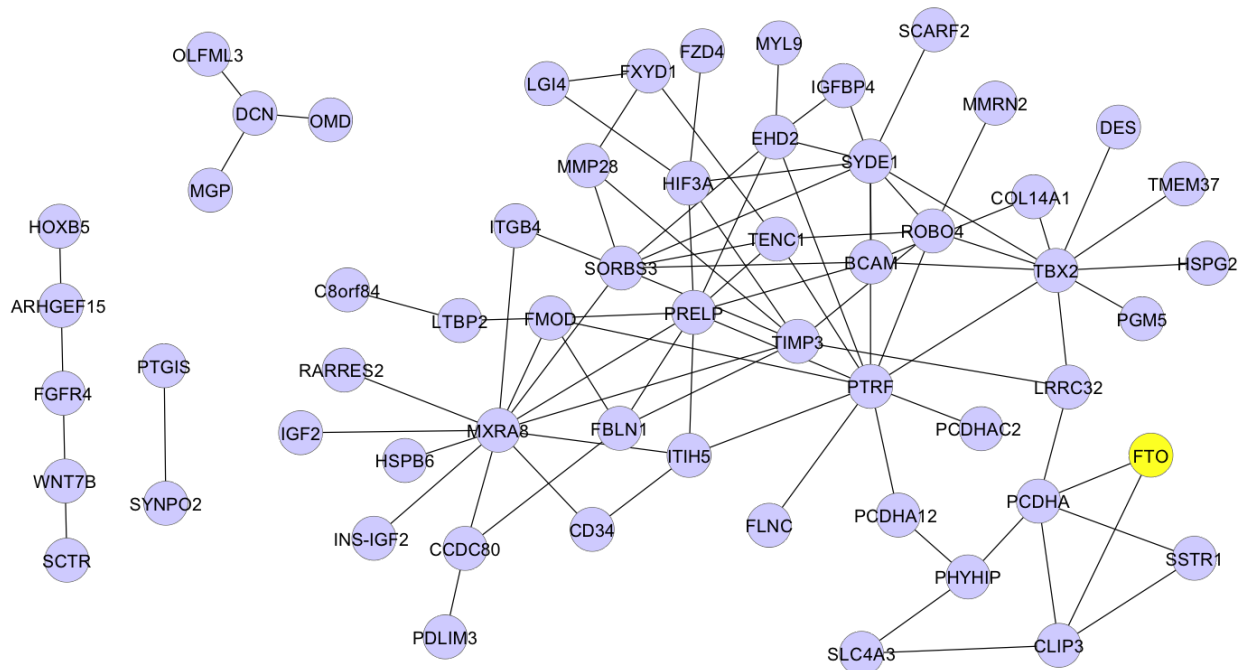 SCARF2
OLFML3
FZD4
MYL9
FXYD1
LGI4
IGFBP4
MMRN2
DCN
OMD
DES
EHD2
SYDE1
MMP28
HIF3A
TMEM37
COL14A1
MGP
HOXB5
ITGB4
TENC1
ROBO4
SORBS3
BCAM
TBX2
HSPG2
C8orf84
ARHGEF15
LTBP2
FMOD
PRELP
PGM5
TIMP3
PTGIS
RARRES2
PTRF
LRRC32
FGFR4
IGF2
MXRA8
FBLN1
PCDHAC2
HSPB6
ITIH5
FTO
WNT7B
PCDHA
SYNPO2
PCDHA12
FLNC
CD34
INS-IGF2
CCDC80
SCTR
SSTR1
PHYHIP
PDLIM3
CLIP3
SLC4A3